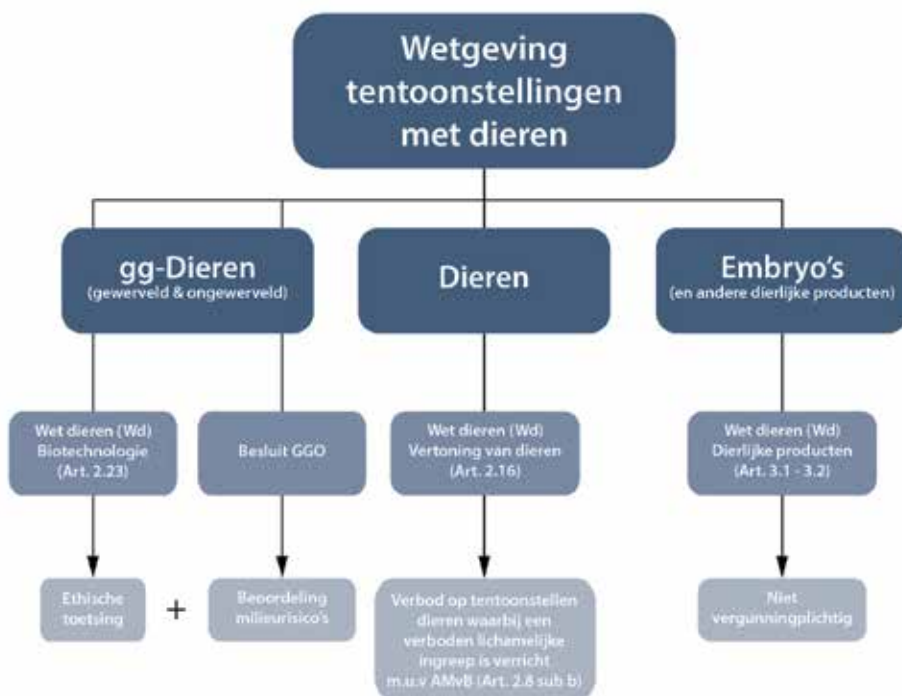 Wetgeving
tentoonstellingen
met dieren
gg-Dieren
(gewerveld & ongewerveld)
Dieren
Embryo's
(en andere dierlijke producten)
Wet dieren (Wd)
Biotechnologie
(Art. 2.23)
Besluit GGO
Wet dieren (Wd)
Vertoning van dieren
(Art. 2.16)
Wet dieren (Wd)
Dierlijke producten
(Art. 3.1 - 3.2)
Ethische
toetsing
+
Beoordeling
milieurisico's
Verbod op tentoonstellen
dieren waarbij een
verboden lichamelijke
ingreep is verricht
m.u.v AMvB (Art. 2.8 sub b)
Niet
vergunningplichtig